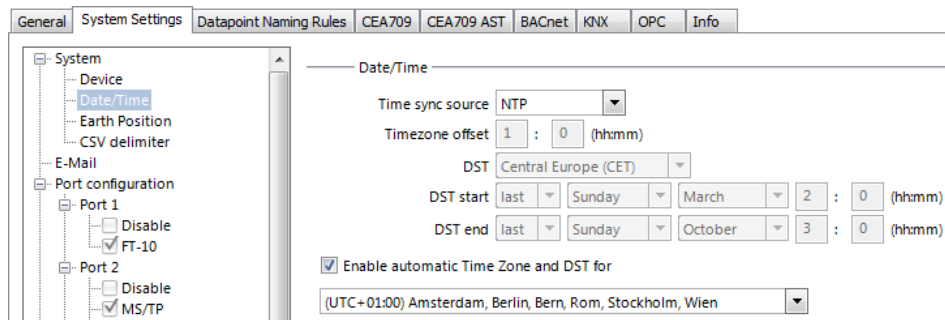 General System Settings Datapoint Naming Rules CEA709 CEA709 AST BACnet KNX OPC Info
System
Device
Date/Time
Earth Position
CSV delimiter
E-Mail
Port configuration
Port 1
Disable
FT-10
Port 2
Disable
MS/TP
Date/Time
Time sync source NTP
Timezone offset 1 : 0 (hh:mm)
DST Central Europe (CET)
DST start last Sunday March 2 : 0 (hh:mm)
DST end last Sunday October 3 : 0 (hh:mm)
Enable automatic Time Zone and DST for
(UTC+01:00) Amsterdam, Berlin, Bern, Rom, Stockholm, Wien